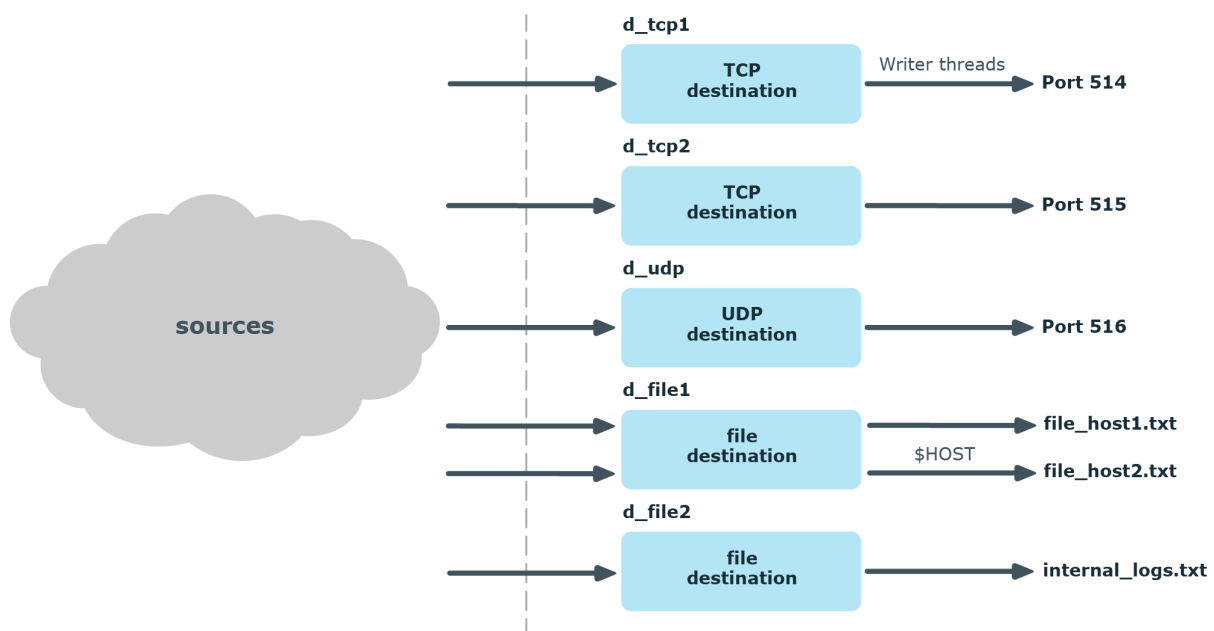 d_tcp1
TCP
destination
Writer threads
Port 514
d_tcp2
TCP
destination
Port 515
sources
d_udp
UDP
destination
Port 516
d_file1
file
destination
file_host1.txt
$HOST
file_host2.txt
d_file2
file
destination
internal_logs.txt